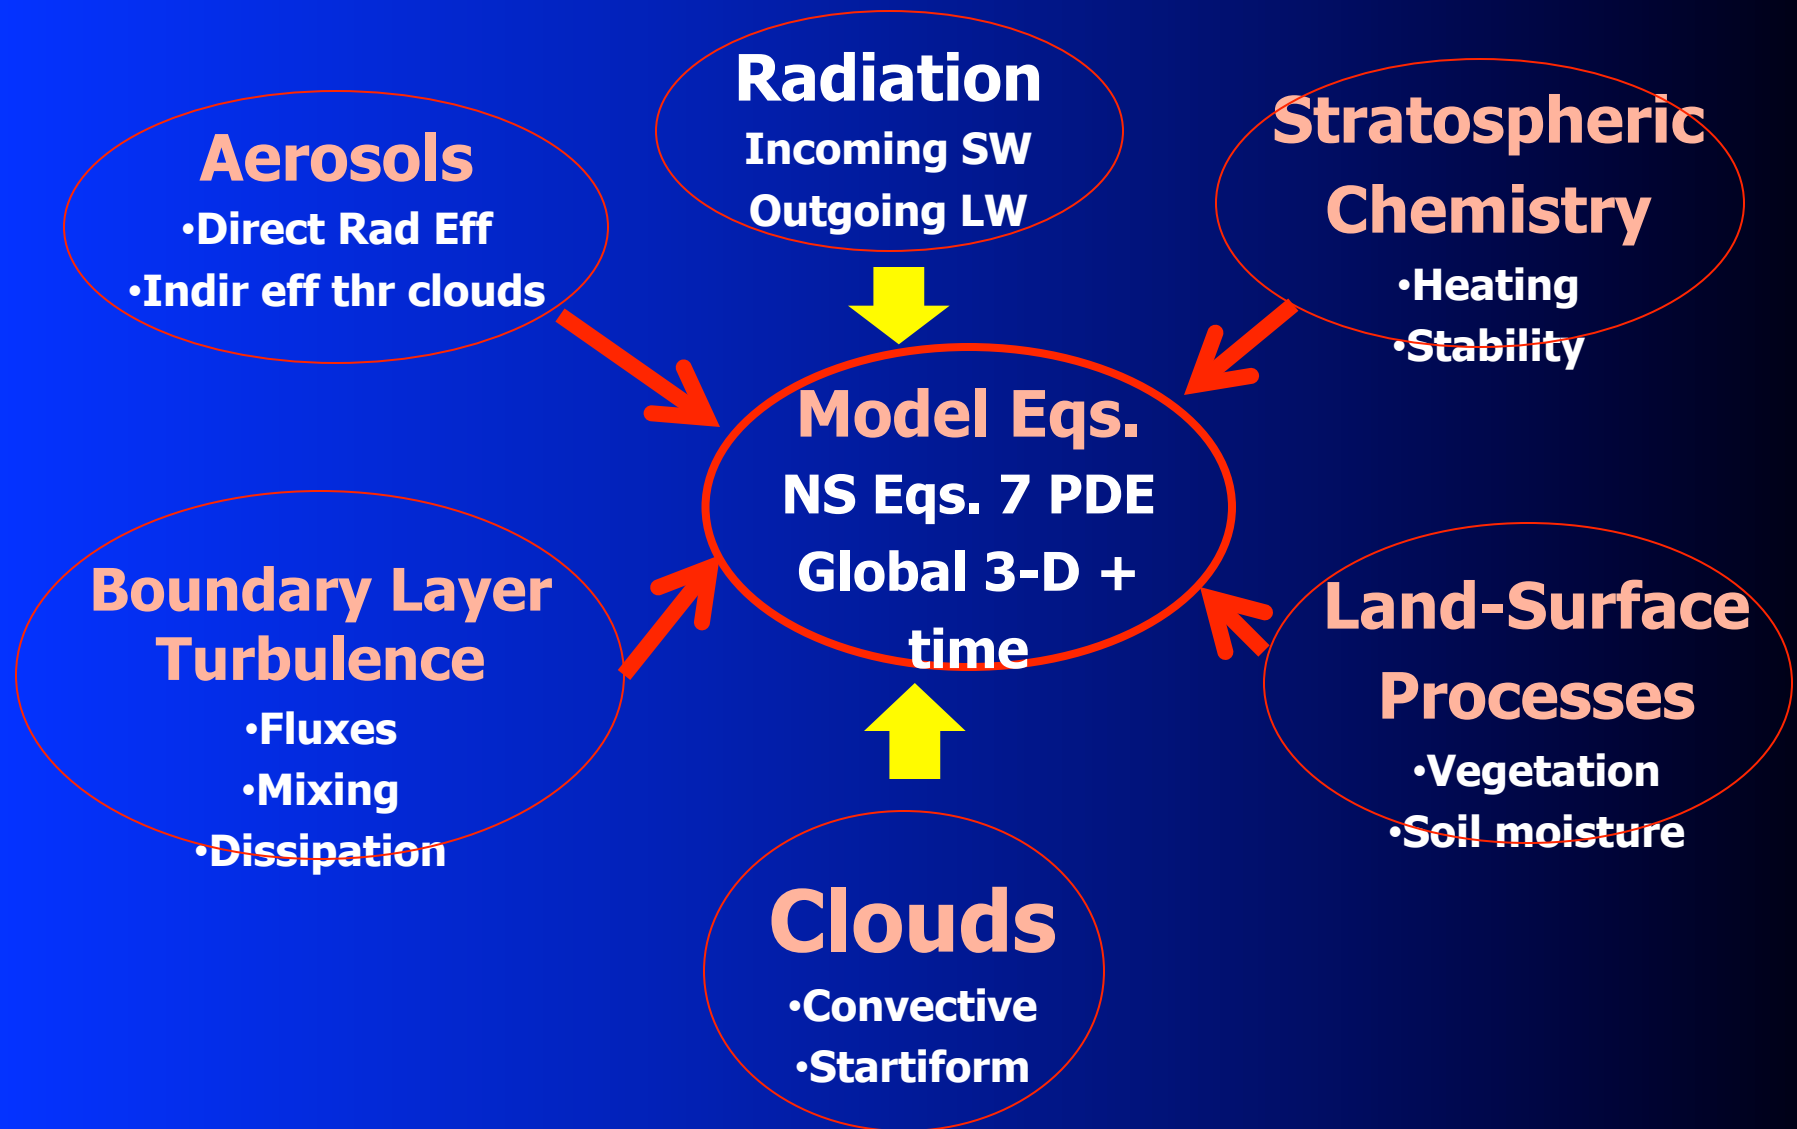 Radiation
Incoming SW
Outgoing LW
Aerosols
•Direct Rad Eff
•Indir eff thr clouds
Stratospheric
Chemistry
•Heating
•Stability
Model Eqs.
NS Eqs. 7 PDE
Global 3-D +
time
Boundary Layer
Turbulence
•Fluxes
•Mixing
•Dissipation
Land-Surface
Processes
•Vegetation
•Soil moisture
Clouds
•Convective
•Startiform